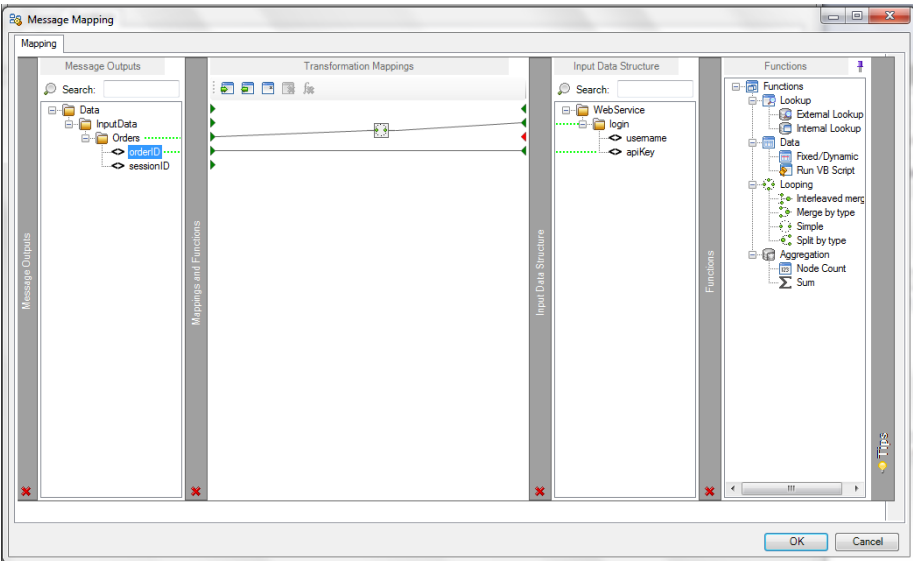 Message Mapping
Mapping
Message Outputs
Transformation Mappings
Input Data Structure
Functions
Search:
Search:
Data
InputData
Orders
orderID
sessionID
WebService
login
username
apiKey
Functions
Lookup
External Lookup
Internal Lookup
Data
Fixed/Dynamic
Run VB Script
Looping
Interleaved merg
Merge by type
Simple
Split by type
Aggregation
Node Count
Sum
Message Outputs
Mappings and Functions
Input Data Structure
Functions
Tips
OK
Cancel